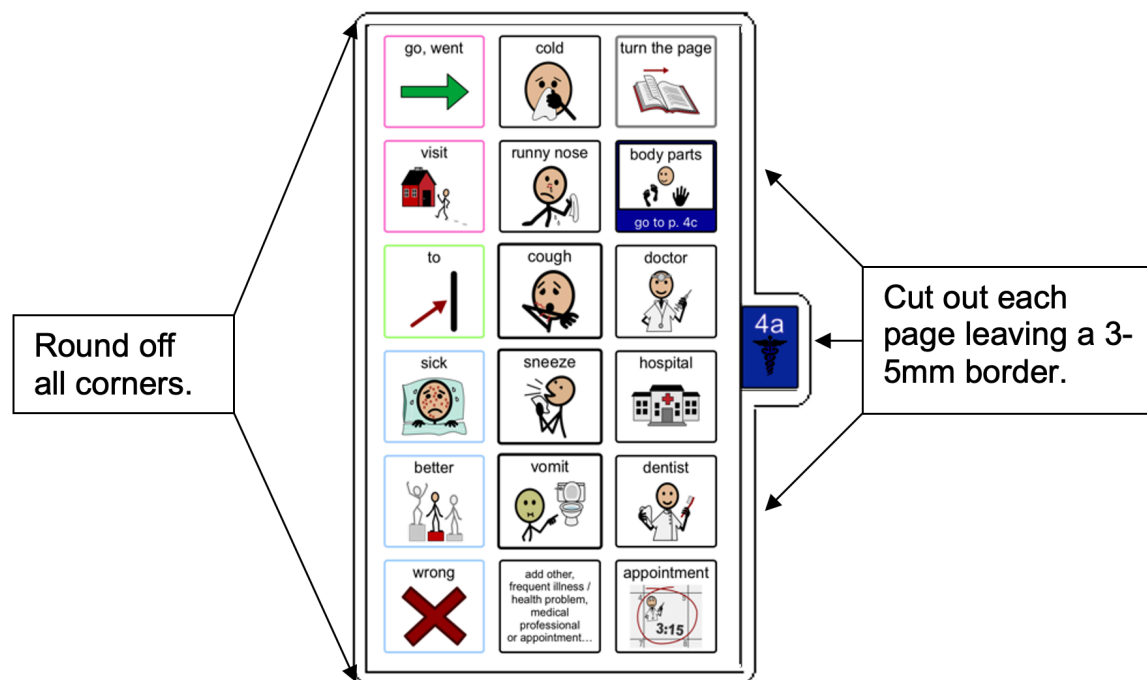 go, went
cold
turn the page
visit
runny nose
body parts
go to p. 4c
to
cough
doctor
4a
sick
sneeze
hospital
better
vomit
dentist
wrong
add other,
frequent illness /
health problem,
medical
professional
or appointment...
appointment
3:15
Round off
all corners.
Cut out each
page leaving a 3-
5mm border.